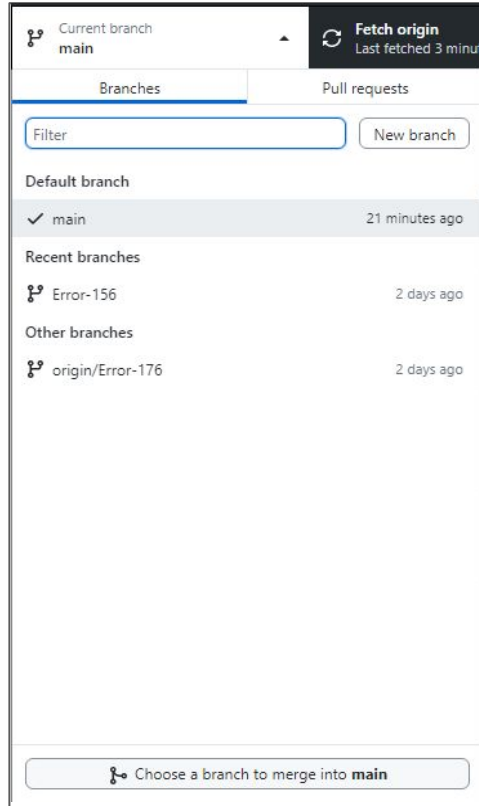 Current branch
main
Fetch origin
Last fetched 3 minu
Branches
Pull requests
Filter
New branch
Default branch
main
21 minutes ago
Recent branches
Error-156
2 days ago
Other branches
origin/Error-176
2 days ago
Choose a branch to merge into main